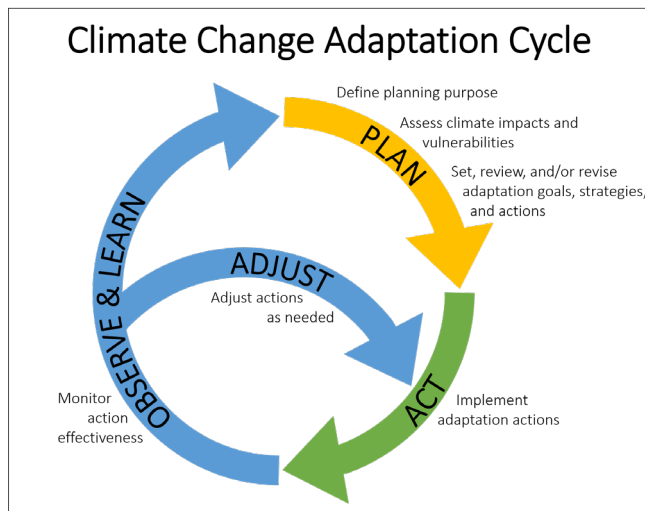 Climate Change Adaptation Cycle
Define planning purpose
PLAN
Assess climate impacts and
vulnerabilities
Set, review, and/or revise
adaptation goals, strategies,
and actions
OBSERVE & LEARN
ADJUST
Adjust actions
as needed
Monitor
action
effectiveness
ACT
Implement
adaptation actions